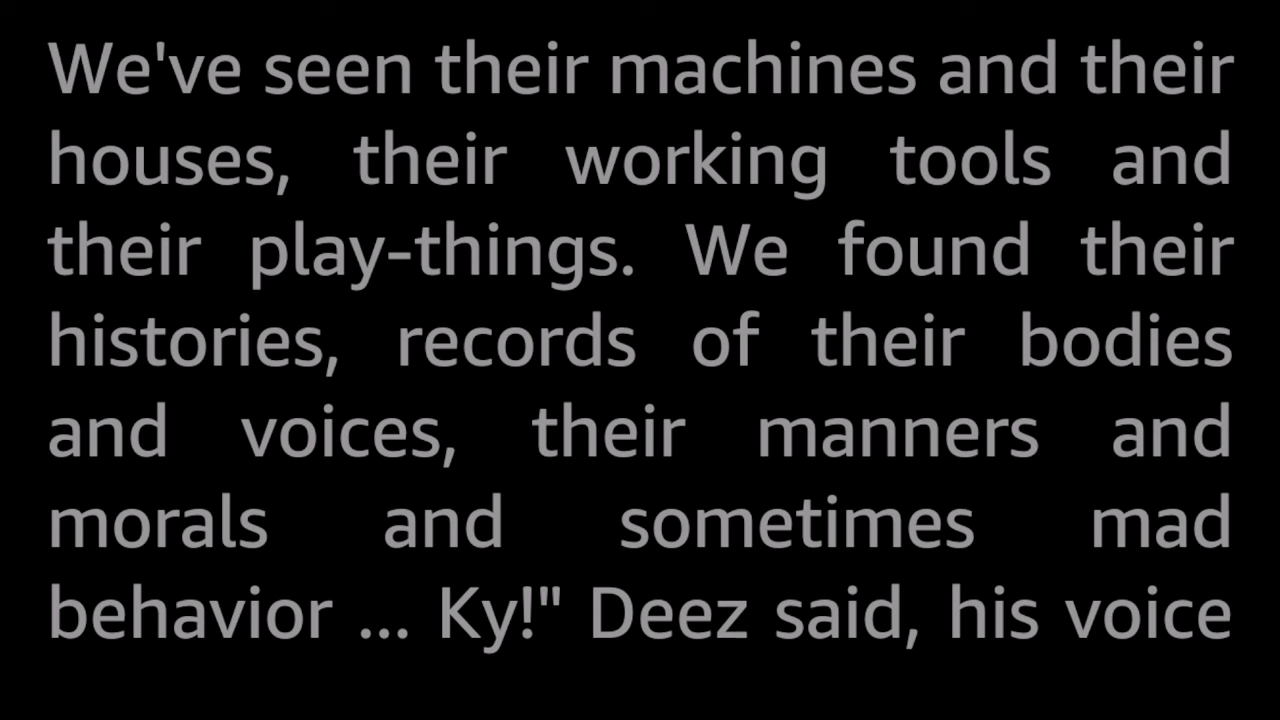 We've seen their machines and their
houses, their working tools and
their play-things. We found their
histories, records of their bodies
and voices, their manners and
morals and sometimes mad
behavior ... Ky!" Deez said, his voice